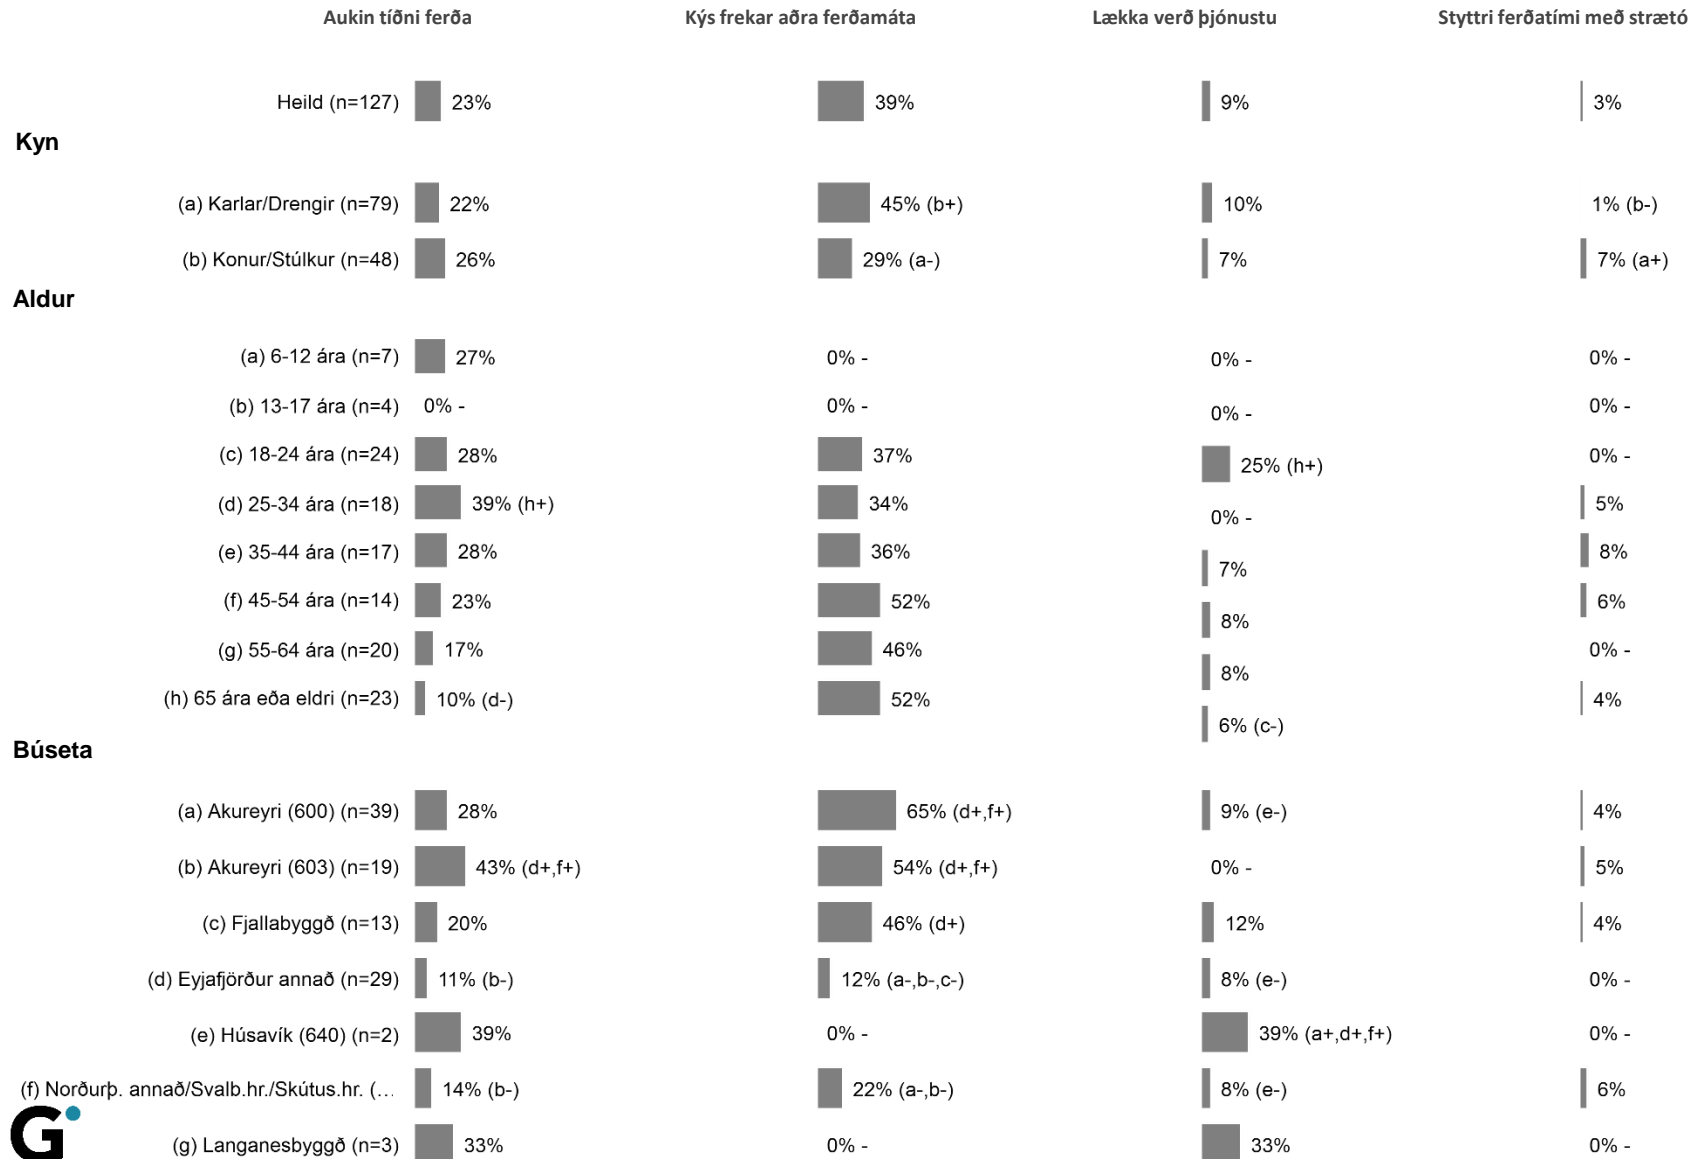 Aukin tíðni ferða Kýs frekar aðra ferðamáta Lækka verð þjónustu Styttri ferðatími með strætó
Heild (n=127) 23% 39% 9% 3%
Kyn
(a) Karlar/Drengir (n=79) 22% 45% (b+) 10% 1% (b-)
(b) Konur/Stúlkur (n=48) 26% 29% (a-) 7% 7% (a+)
Aldur
(a) 6-12 ára (n=7) 27% 0% - 0% - 0% -
(b) 13-17 ára (n=4) 0% - 0% - 0% - 0% -
(c) 18-24 ára (n=24) 28% 37% 25% (h+) 0% -
(d) 25-34 ára (n=18) 39% (h+) 34% 0% - 5%
(e) 35-44 ára (n=17) 28% 36% 7% 8%
(f) 45-54 ára (n=14) 23% 52% 8% 6%
(g) 55-64 ára (n=20) 17% 46% 8% 0% -
(h) 65 ára eða eldri (n=23) 10% (d-) 52% 6% (c-) 4%
Búseta
(a) Akureyri (600) (n=39) 28% 65% (d+,f+) 9% (e-) 4%
(b) Akureyri (603) (n=19) 43% (d+,f+) 54% (d+,f+) 0% - 5%
(c) Fjallabyggð (n=13) 20% 46% (d+) 12% 4%
(d) Eyjafjörður annað (n=29) 11% (b-) 12% (a-,b-,c-) 8% (e-) 0% -
(e) Húsavík (640) (n=2) 39% 0% - 39% (a+,d+,f+) 0% -
(f) Norðurþ. annað/Svalb.hr./Skútus.hr. (... 14% (b-) 22% (a-,b-) 8% (e-) 6%
G
(g) Langanesbyggð (n=3) 33% 0% - 33% 0% -